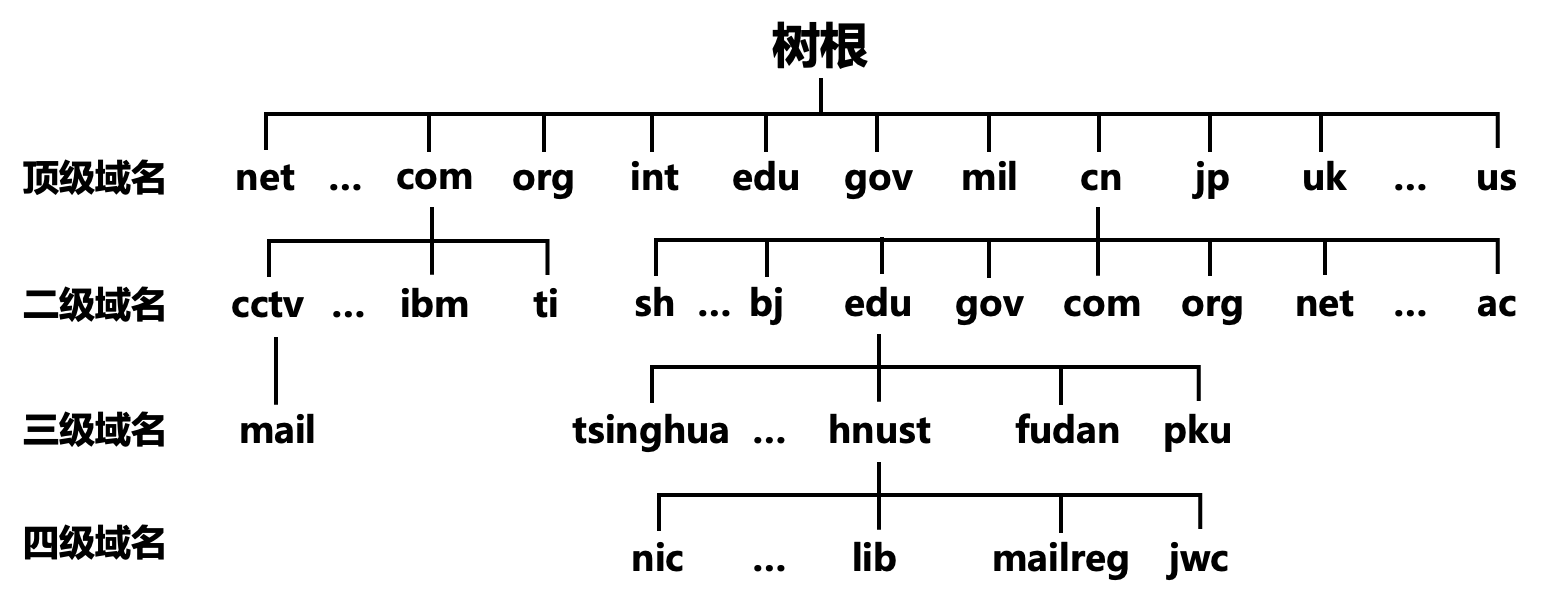 树根
顶级域名 net ... com org int edu gov mil cn jp uk ... us
二级域名 cctv ... ibm ti sh ... bj edu gov com org net ... ac
三级域名 mail tsinghua ... hnust fudan pku
四级域名 nic ... lib mailreg jwc